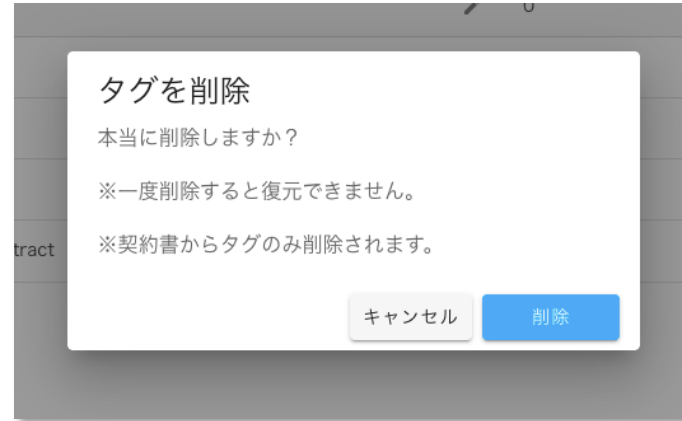 0
タグを削除
本当に削除しますか？
※一度削除すると復元できません。
tract
※契約書からタグのみ削除されます。
キャンセル
削除